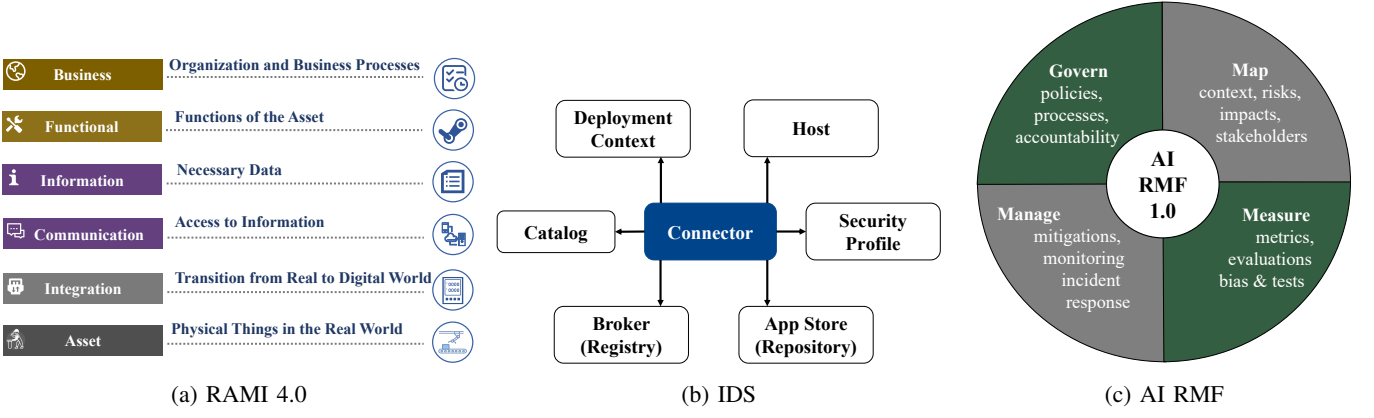 Business
Organization and Business Processes
Functional
Functions of the Asset
Information
Necessary Data
Communication
Access to Information
Integration
Transition from Real to Digital World
Asset
Physical Things in the Real World
(a) RAMI 4.0
Deployment
Context
Host
Catalog
Connector
Security
Profile
Broker
(Registry)
App Store
(Repository)
(b) IDS
Govern
policies,
processes,
accountability
Map
context, risks,
impacts,
stakeholders
AI
RMF
1.0
Manage
mitigations,
monitoring
incident
response
Measure
metrics,
evaluations
bias & tests
(c) AI RMF